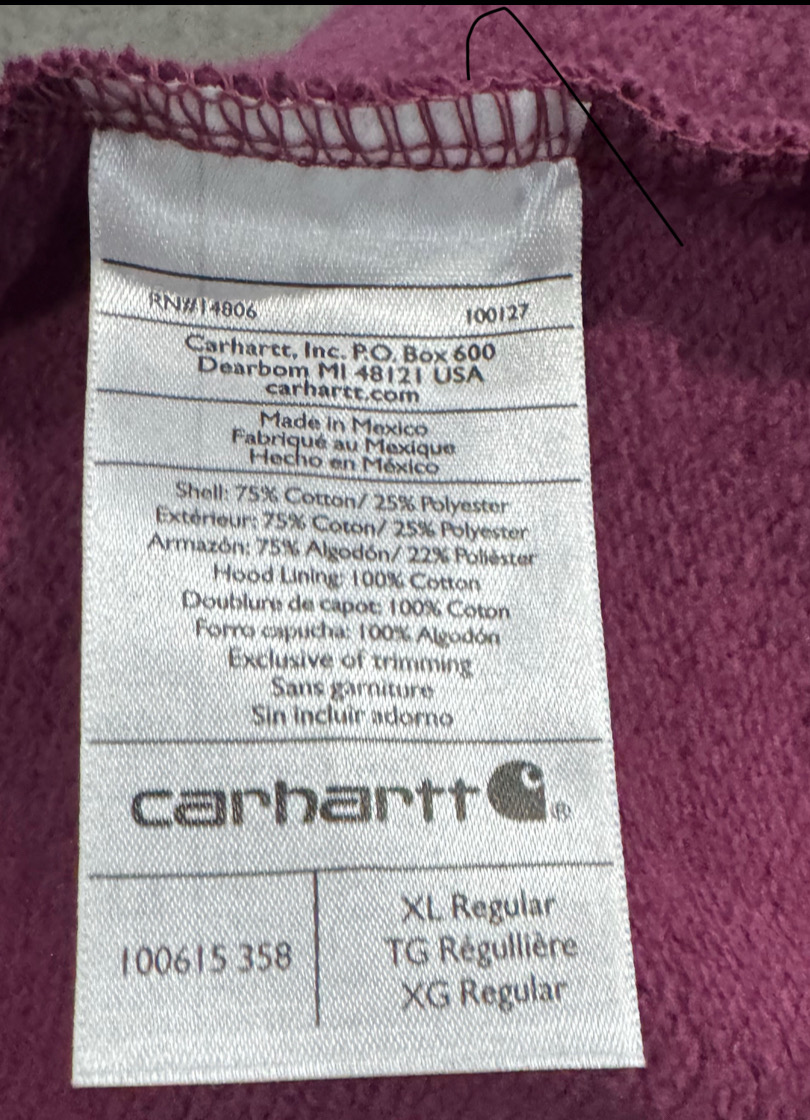 RN#14806 100127
Carhartt, Inc. P.O. Box 600
Dearbom MI 48121 USA
carhartt.com
Made in Mexico
Fabriqué au Mexique
Hecho en México
Shell: 75% Cotton/ 25% Polyester
Extérieur: 75% Coton/ 25% Polyester
Armazón: 75% Algodón/ 22% Poliéster
Hood Lining: 100% Cotton
Doublure de capot: 100% Coton
Forro capucha: 100% Algodón
Exclusive of trimming
Sans garniture
Sin incluir adorno
carhartt ®
100615 358
XL Regular
TG Régullière
XG Regular